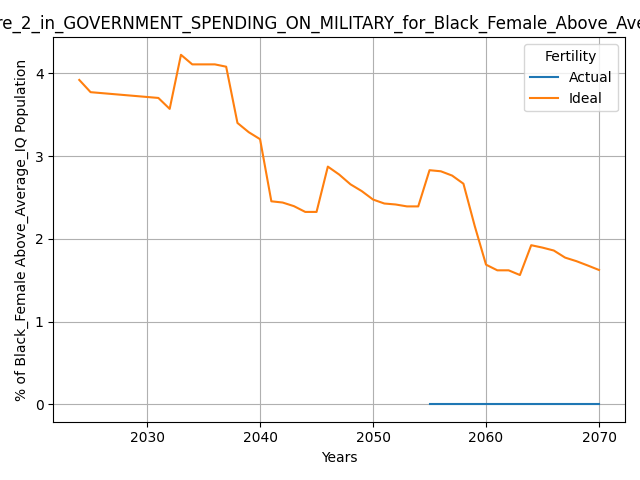 re_2_in_GOVERNMENT_SPENDING_ON_MILITARY_for_Black_Female_Above_Ave
Fertility
Actual
Ideal
% of Black_Female Above_Average_IQ Population
4
3
2
1
0
2030 2040 2050 2060 2070
Years